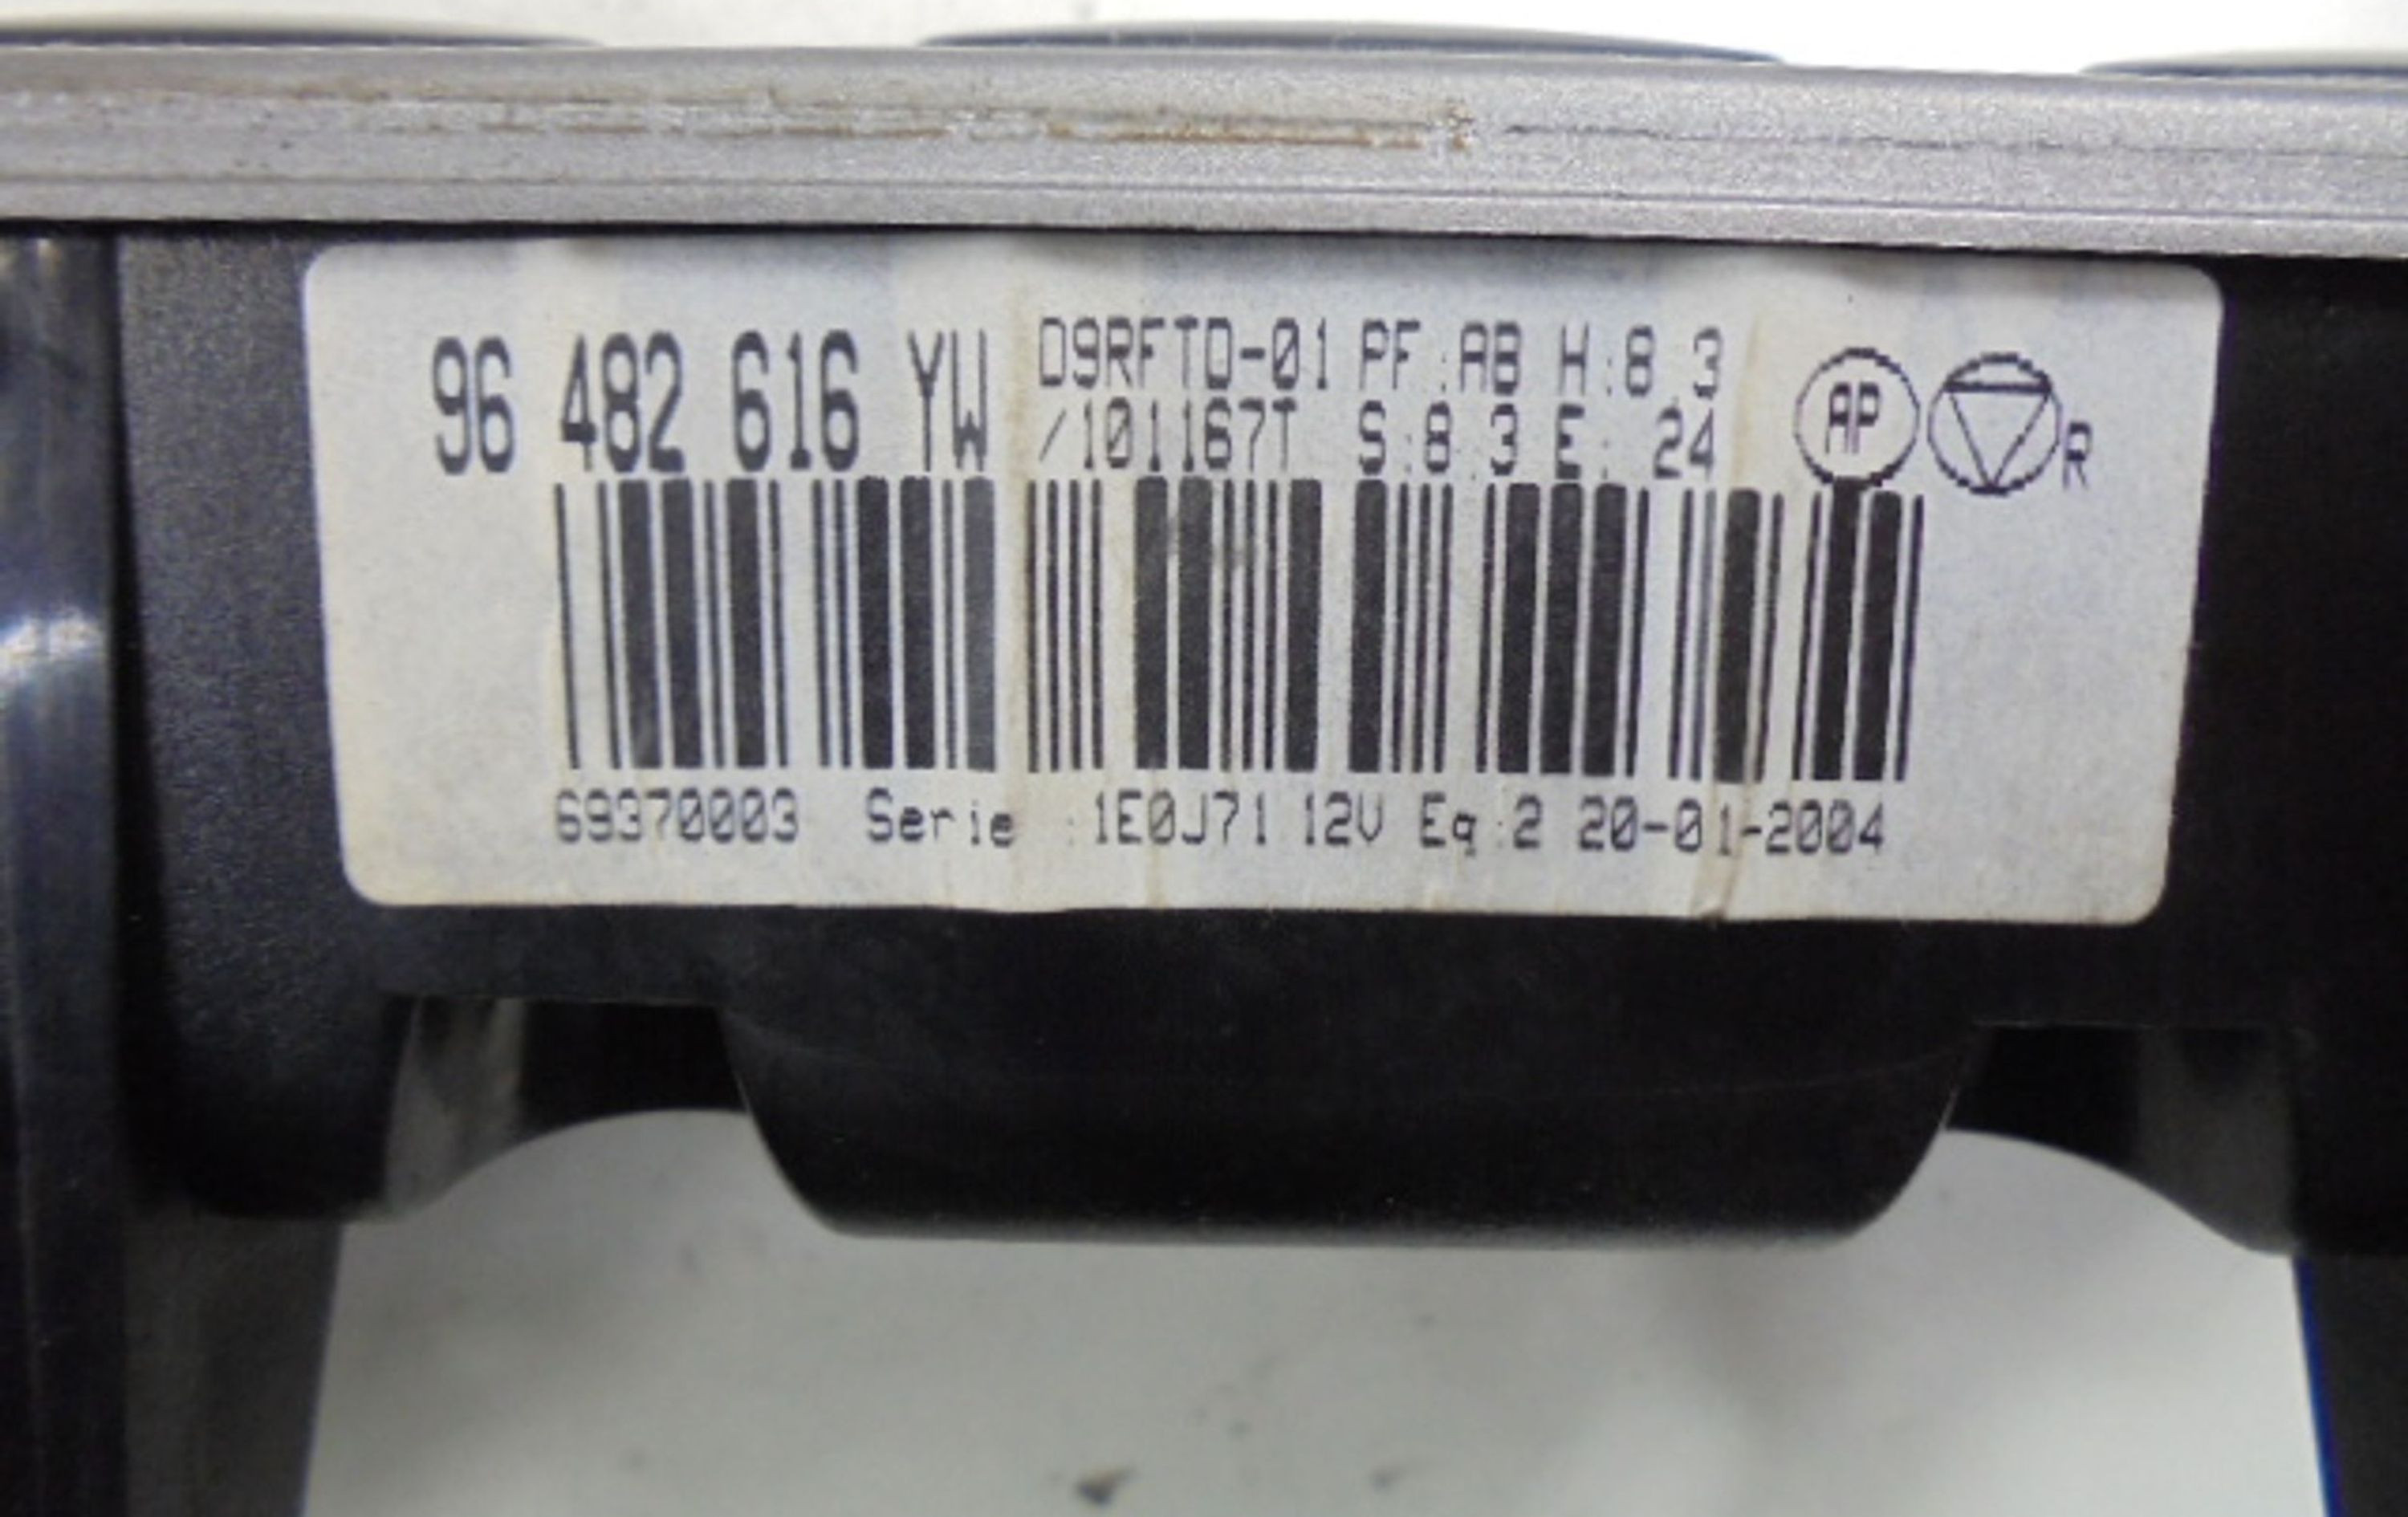 96 482 616 YW
D9RFTD-01 PF:AB H:8.3
/101167T S:8.3 E: 24
AP R
69370003 Serie :1E0J71 12V Eq:2 20-01-2004